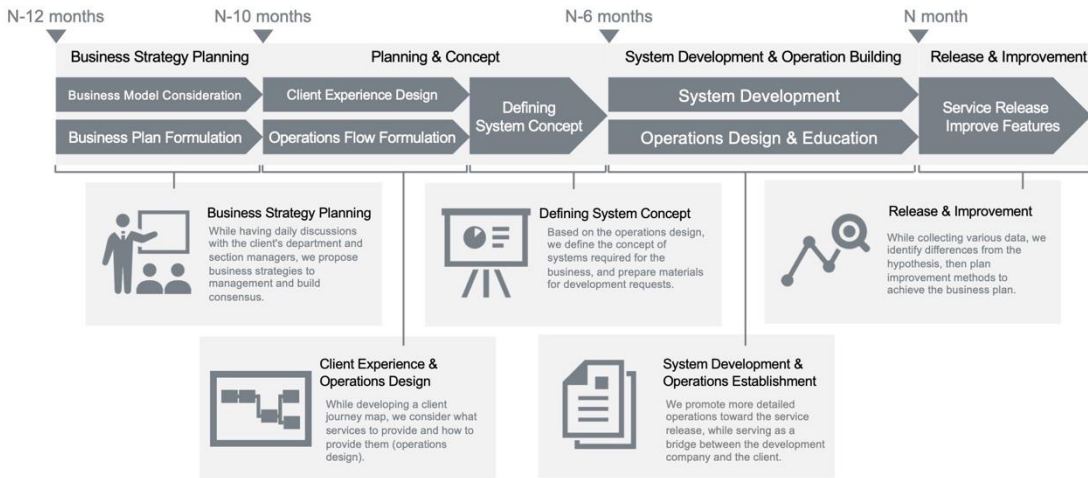 N-12 months
N-10 months
N-6 months
N month
Business Strategy Planning
Planning & Concept
System Development & Operation Building
Release & Improvement
Business Model Consideration
Business Plan Formulation
Client Experience Design
Operations Flow Formulation
Defining
System Concept
System Development
Operations Design & Education
Service Release
Improve Features
Business Strategy Planning
While having daily discussions
with the client's department and
section managers, we propose
business strategies to
management and build
consensus.
Defining System Concept
Based on the operations design,
we define the concept of
systems required for the
business, and prepare materials
for development requests.
Release & Improvement
While collecting various data, we
identify differences from the
hypothesis, then plan
improvement methods to
achieve the business plan.
Client Experience &
Operations Design
While developing a client
journey map, we consider what
services to provide and how to
provide them (operations
design).
System Development &
Operations Establishment
We promote more detailed
operations toward the service
release, while serving as a
bridge between the development
company and the client.